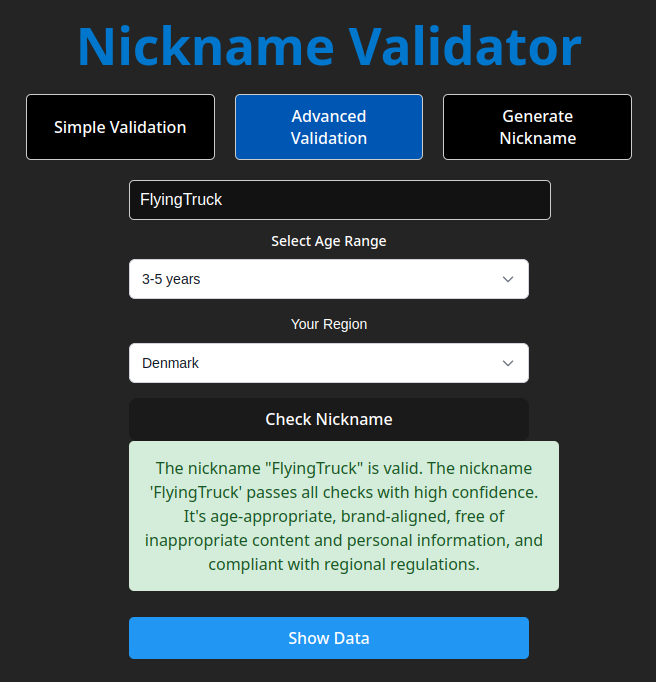 Nickname Validator
Simple Validation
Advanced
Validation
Generate
Nickname
FlyingTruck
Select Age Range
3-5 years
Your Region
Denmark
Check Nickname
The nickname "FlyingTruck" is valid. The nickname
'FlyingTruck' passes all checks with high confidence.
It's age-appropriate, brand-aligned, free of
inappropriate content and personal information, and
compliant with regional regulations.
Show Data